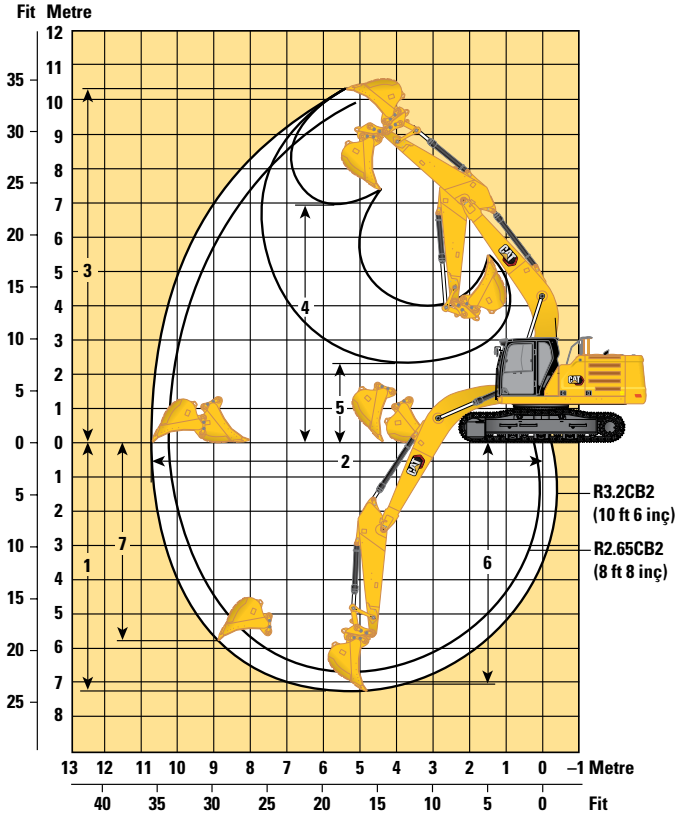 Fit Metre
12
11
35 10
30 9
8
25 7
20 6
5
15 4
10 3
2
5 1
0 0
1
5 2
10 3
4
15 5
20 6
7
25 8
3
4
5
2
1
7
6
CAT
CAT
CAT
R3.2CB2
(10 ft 6 inç)
R2.65CB2
(8 ft 8 inç)
13 12 11 10 9 8 7 6 5 4 3 2 1 0 –1 Metre
40 35 30 25 20 15 10 5 0 Fit